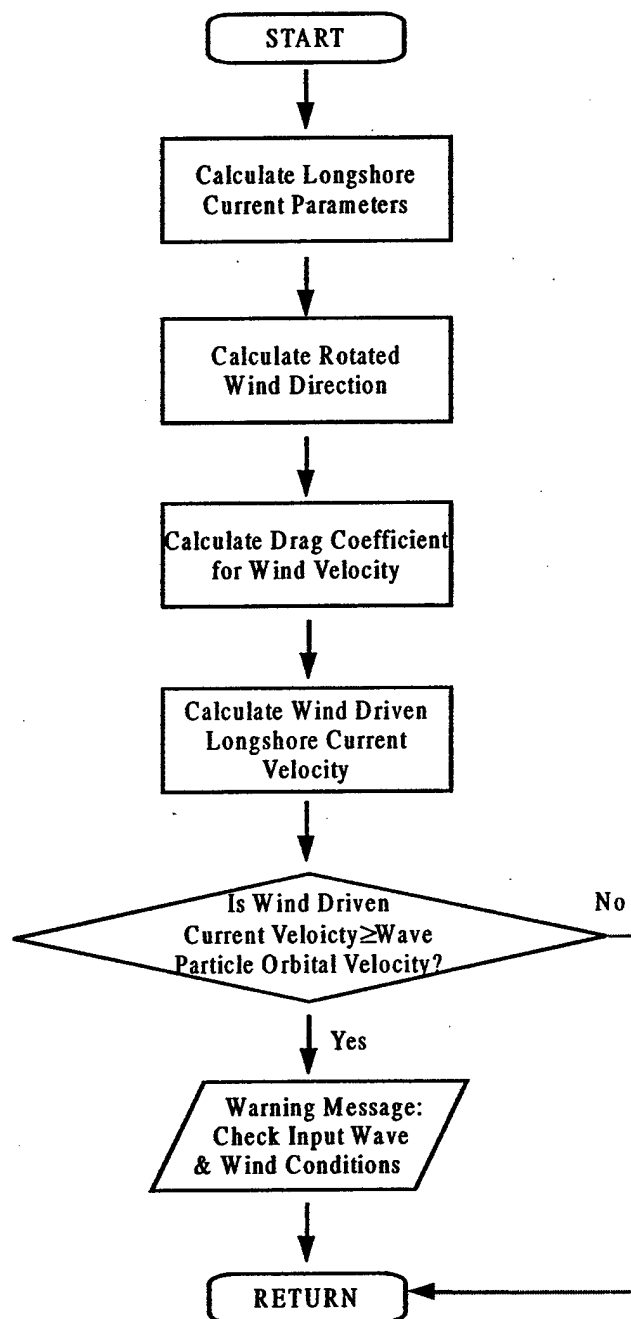 START
Calculate Longshore
Current Parameters
Calculate Rotated
Wind Direction
Calculate Drag Coefficient
for Wind Velocity
Calculate Wind Driven
Longshore Current
Velocity
Is Wind Driven
Current Veloicty≥Wave
Particle Orbital Velocity?
No
Yes
Warning Message:
Check Input Wave
& Wind Conditions
RETURN